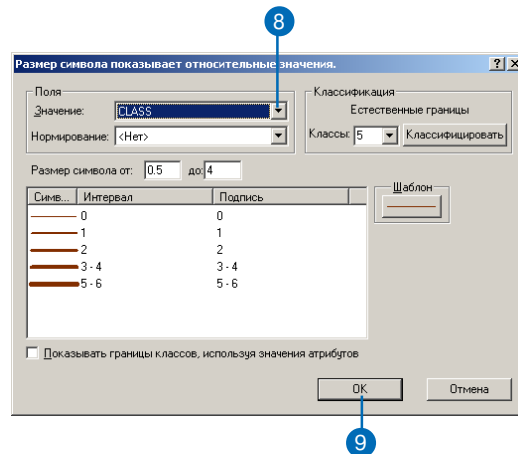 8
Размер символа показывает относительные значения.
Поля
Значение: CLASS
Нормирование: <Нет>
Классификация
Естественные границы
Классы: 5 Классифицировать
Размер символа от: 0.5 до: 4
Симв... Интервал Подпись
0 0
1 1
2 2
3 - 4 3 - 4
5 - 6 5 - 6
Шаблон
Показывать границы классов, используя значения атрибутов
OK Отмена
9